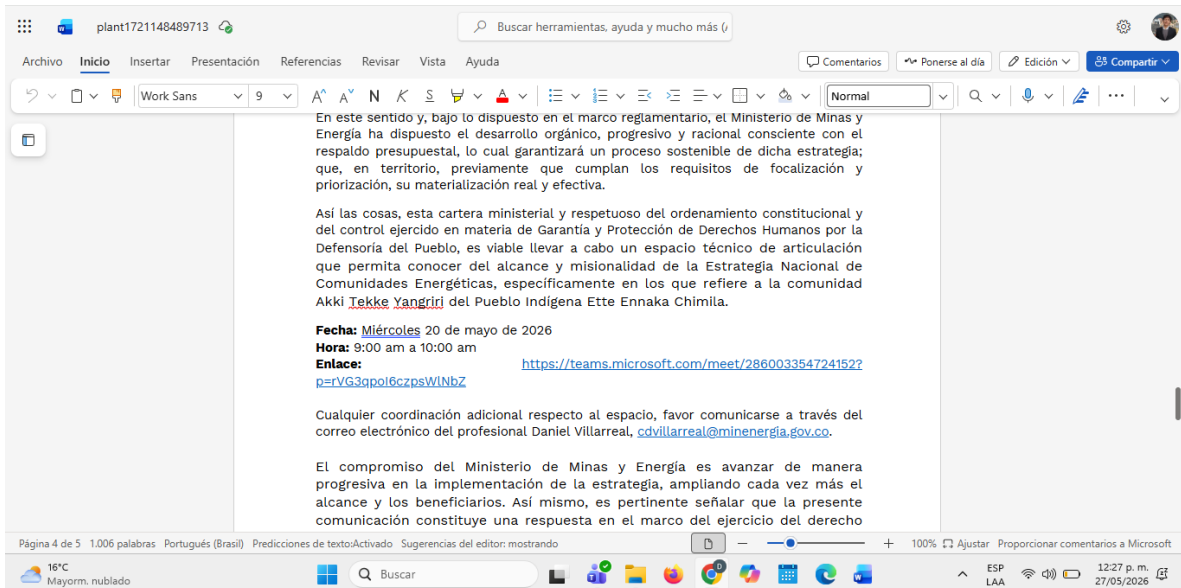 plant1721148489713
Buscar herramientas, ayuda y mucho más (
Archivo Inicio Insertar Presentación Referencias Revisar Vista Ayuda
Comentarios Ponerse al día Edición Compartir
Work Sans 9 A^ A˅ N K S A Normal
En este sentido y, bajo lo dispuesto en el marco reglamentario, el Ministerio de Minas y
Energía ha dispuesto el desarrollo orgánico, progresivo y racional consciente con el
respaldo presupuestal, lo cual garantizará un proceso sostenible de dicha estrategia;
que, en territorio, previamente que cumplan los requisitos de focalización y
priorización, su materialización real y efectiva.
Así las cosas, esta cartera ministerial y respetuoso del ordenamiento constitucional y
del control ejercido en materia de Garantía y Protección de Derechos Humanos por la
Defensoría del Pueblo, es viable llevar a cabo un espacio técnico de articulación
que permita conocer del alcance y misionalidad de la Estrategia Nacional de
Comunidades Energéticas, específicamente en los que refiere a la comunidad
Akki Tekke Yangriri del Pueblo Indígena Ette Ennaka Chimila.
Fecha: Miércoles 20 de mayo de 2026
Hora: 9:00 am a 10:00 am
Enlace: https://teams.microsoft.com/meet/286003354724152?
p=rVG3qpoI6czpsWlNbZ
Cualquier coordinación adicional respecto al espacio, favor comunicarse a través del
correo electrónico del profesional Daniel Villarreal, cdvillarreal@minenergia.gov.co.
El compromiso del Ministerio de Minas y Energía es avanzar de manera
progresiva en la implementación de la estrategia, ampliando cada vez más el
alcance y los beneficiarios. Así mismo, es pertinente señalar que la presente
comunicación constituye una respuesta en el marco del ejercicio del derecho
Página 4 de 5 1.006 palabras Portugués (Brasil) Predicciones de texto:Activado Sugerencias del editor: mostrando 100% Ajustar Proporcionar comentarios a Microsoft
16°C
Mayorm. nublado
Buscar
ESP
LAA
12:27 p. m.
27/05/2026